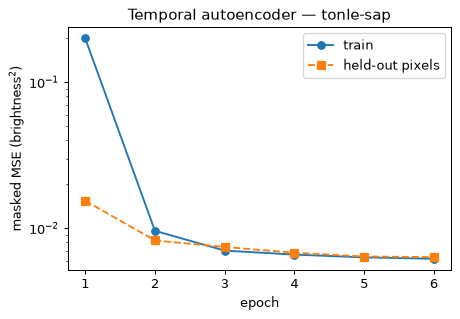 Temporal autoencoder — tonle-sap
train
held-out pixels
masked MSE (brightness²)
10⁻¹
10⁻²
1 2 3 4 5 6
epoch